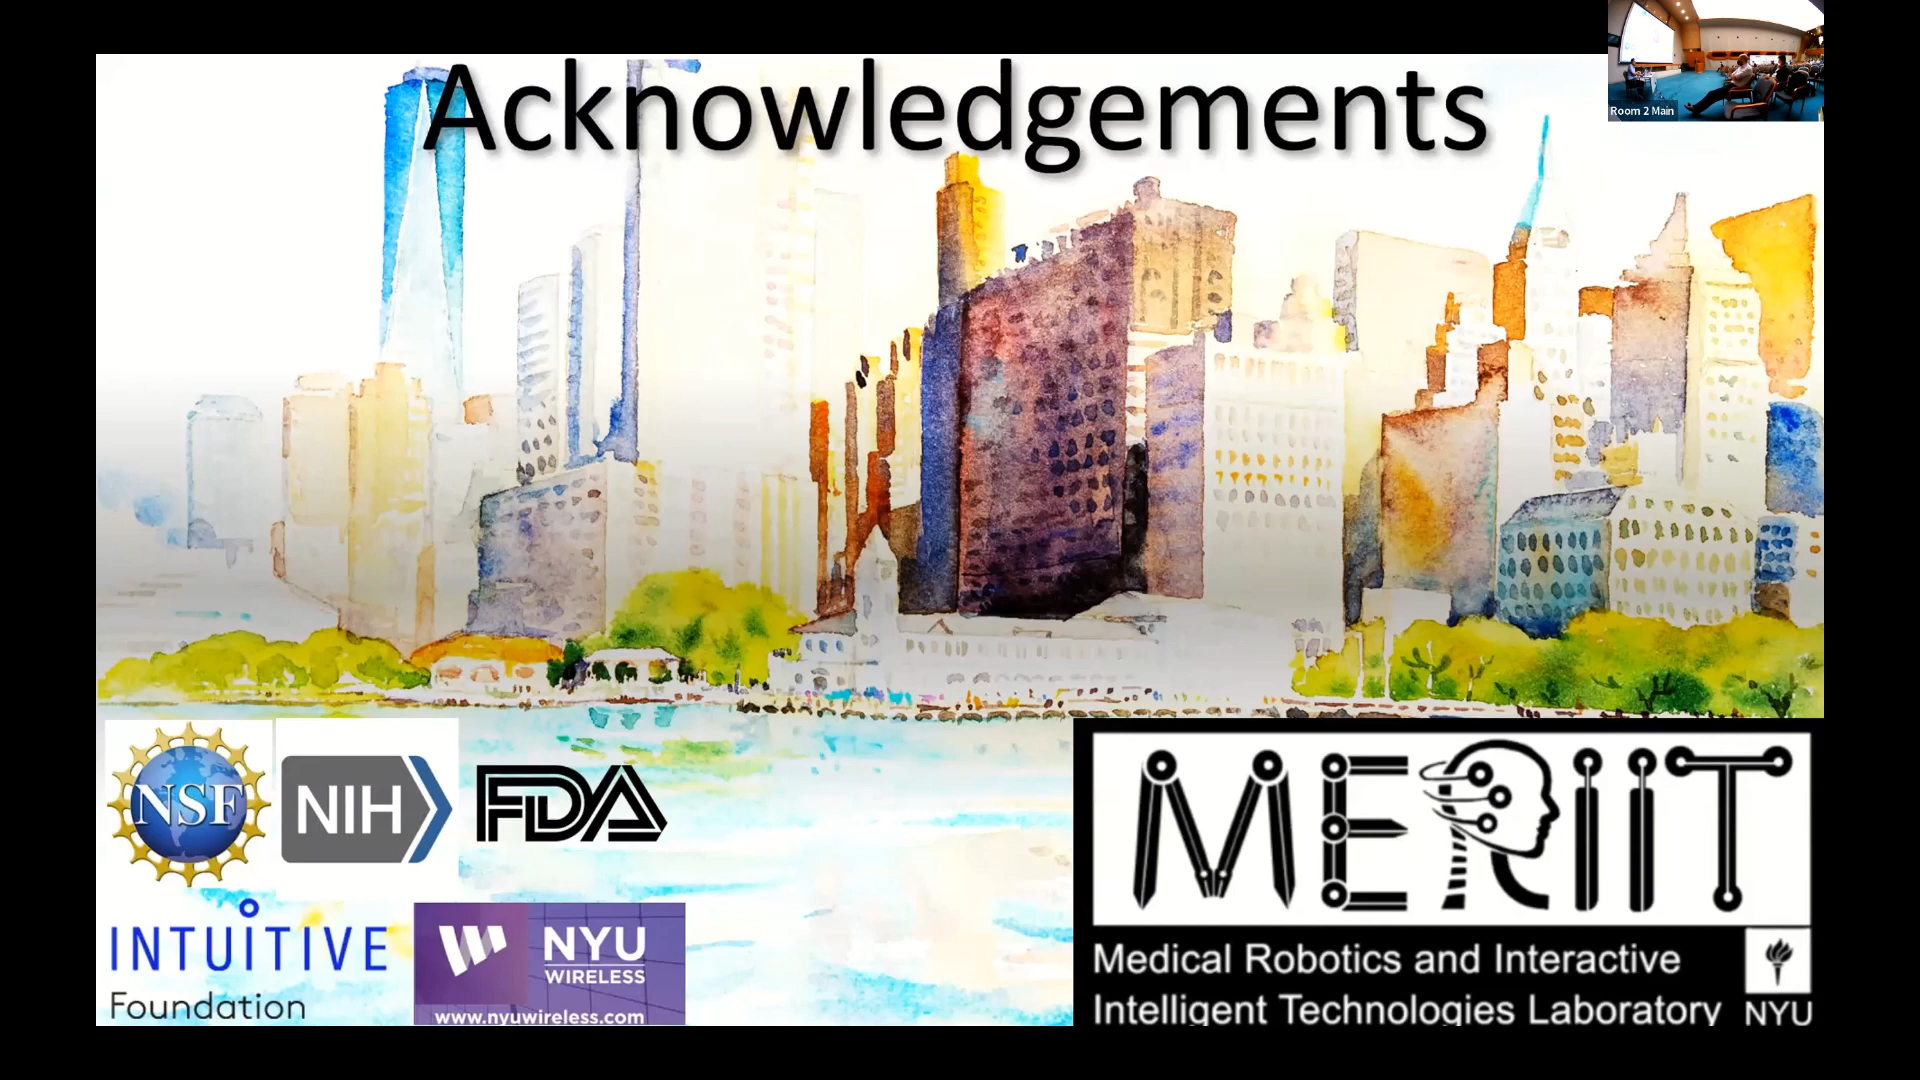 Acknowledgements
Room 2 Main
NSF
NIH
FDA
INTUITIVE
Foundation
NYU
WIRELESS
www.nyuwireless.com
MERIIT
Medical Robotics and Interactive
Intelligent Technologies Laboratory
NYU